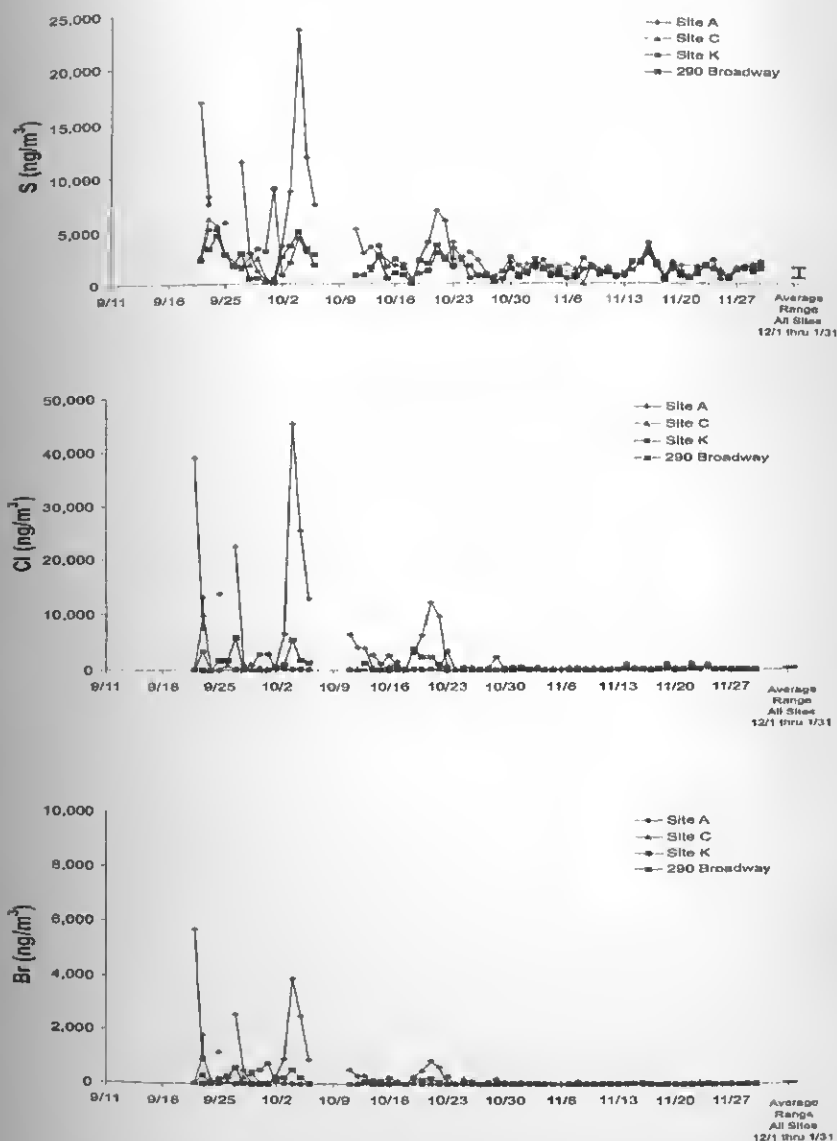 25,000
20,000
15,000
10,000
5,000
0
S (ng/m³)
Site A
Site C
Site K
290 Broadway
9/11 9/18 9/25 10/2 10/9 10/16 10/23 10/30 11/6 11/13 11/20 11/27
Average
Range
All Sites
12/1 thru 1/31
50,000
40,000
30,000
20,000
10,000
0
Cl (ng/m³)
Site A
Site C
Site K
290 Broadway
9/11 9/18 9/25 10/2 10/9 10/16 10/23 10/30 11/6 11/13 11/20 11/27
Average
Range
All Sites
12/1 thru 1/31
10,000
8,000
6,000
4,000
2,000
0
Br (ng/m³)
Site A
Site C
Site K
290 Broadway
9/11 9/18 9/25 10/2 10/9 10/16 10/23 10/30 11/6 11/13 11/20 11/27
Average
Range
All Sites
12/1 thru 1/31